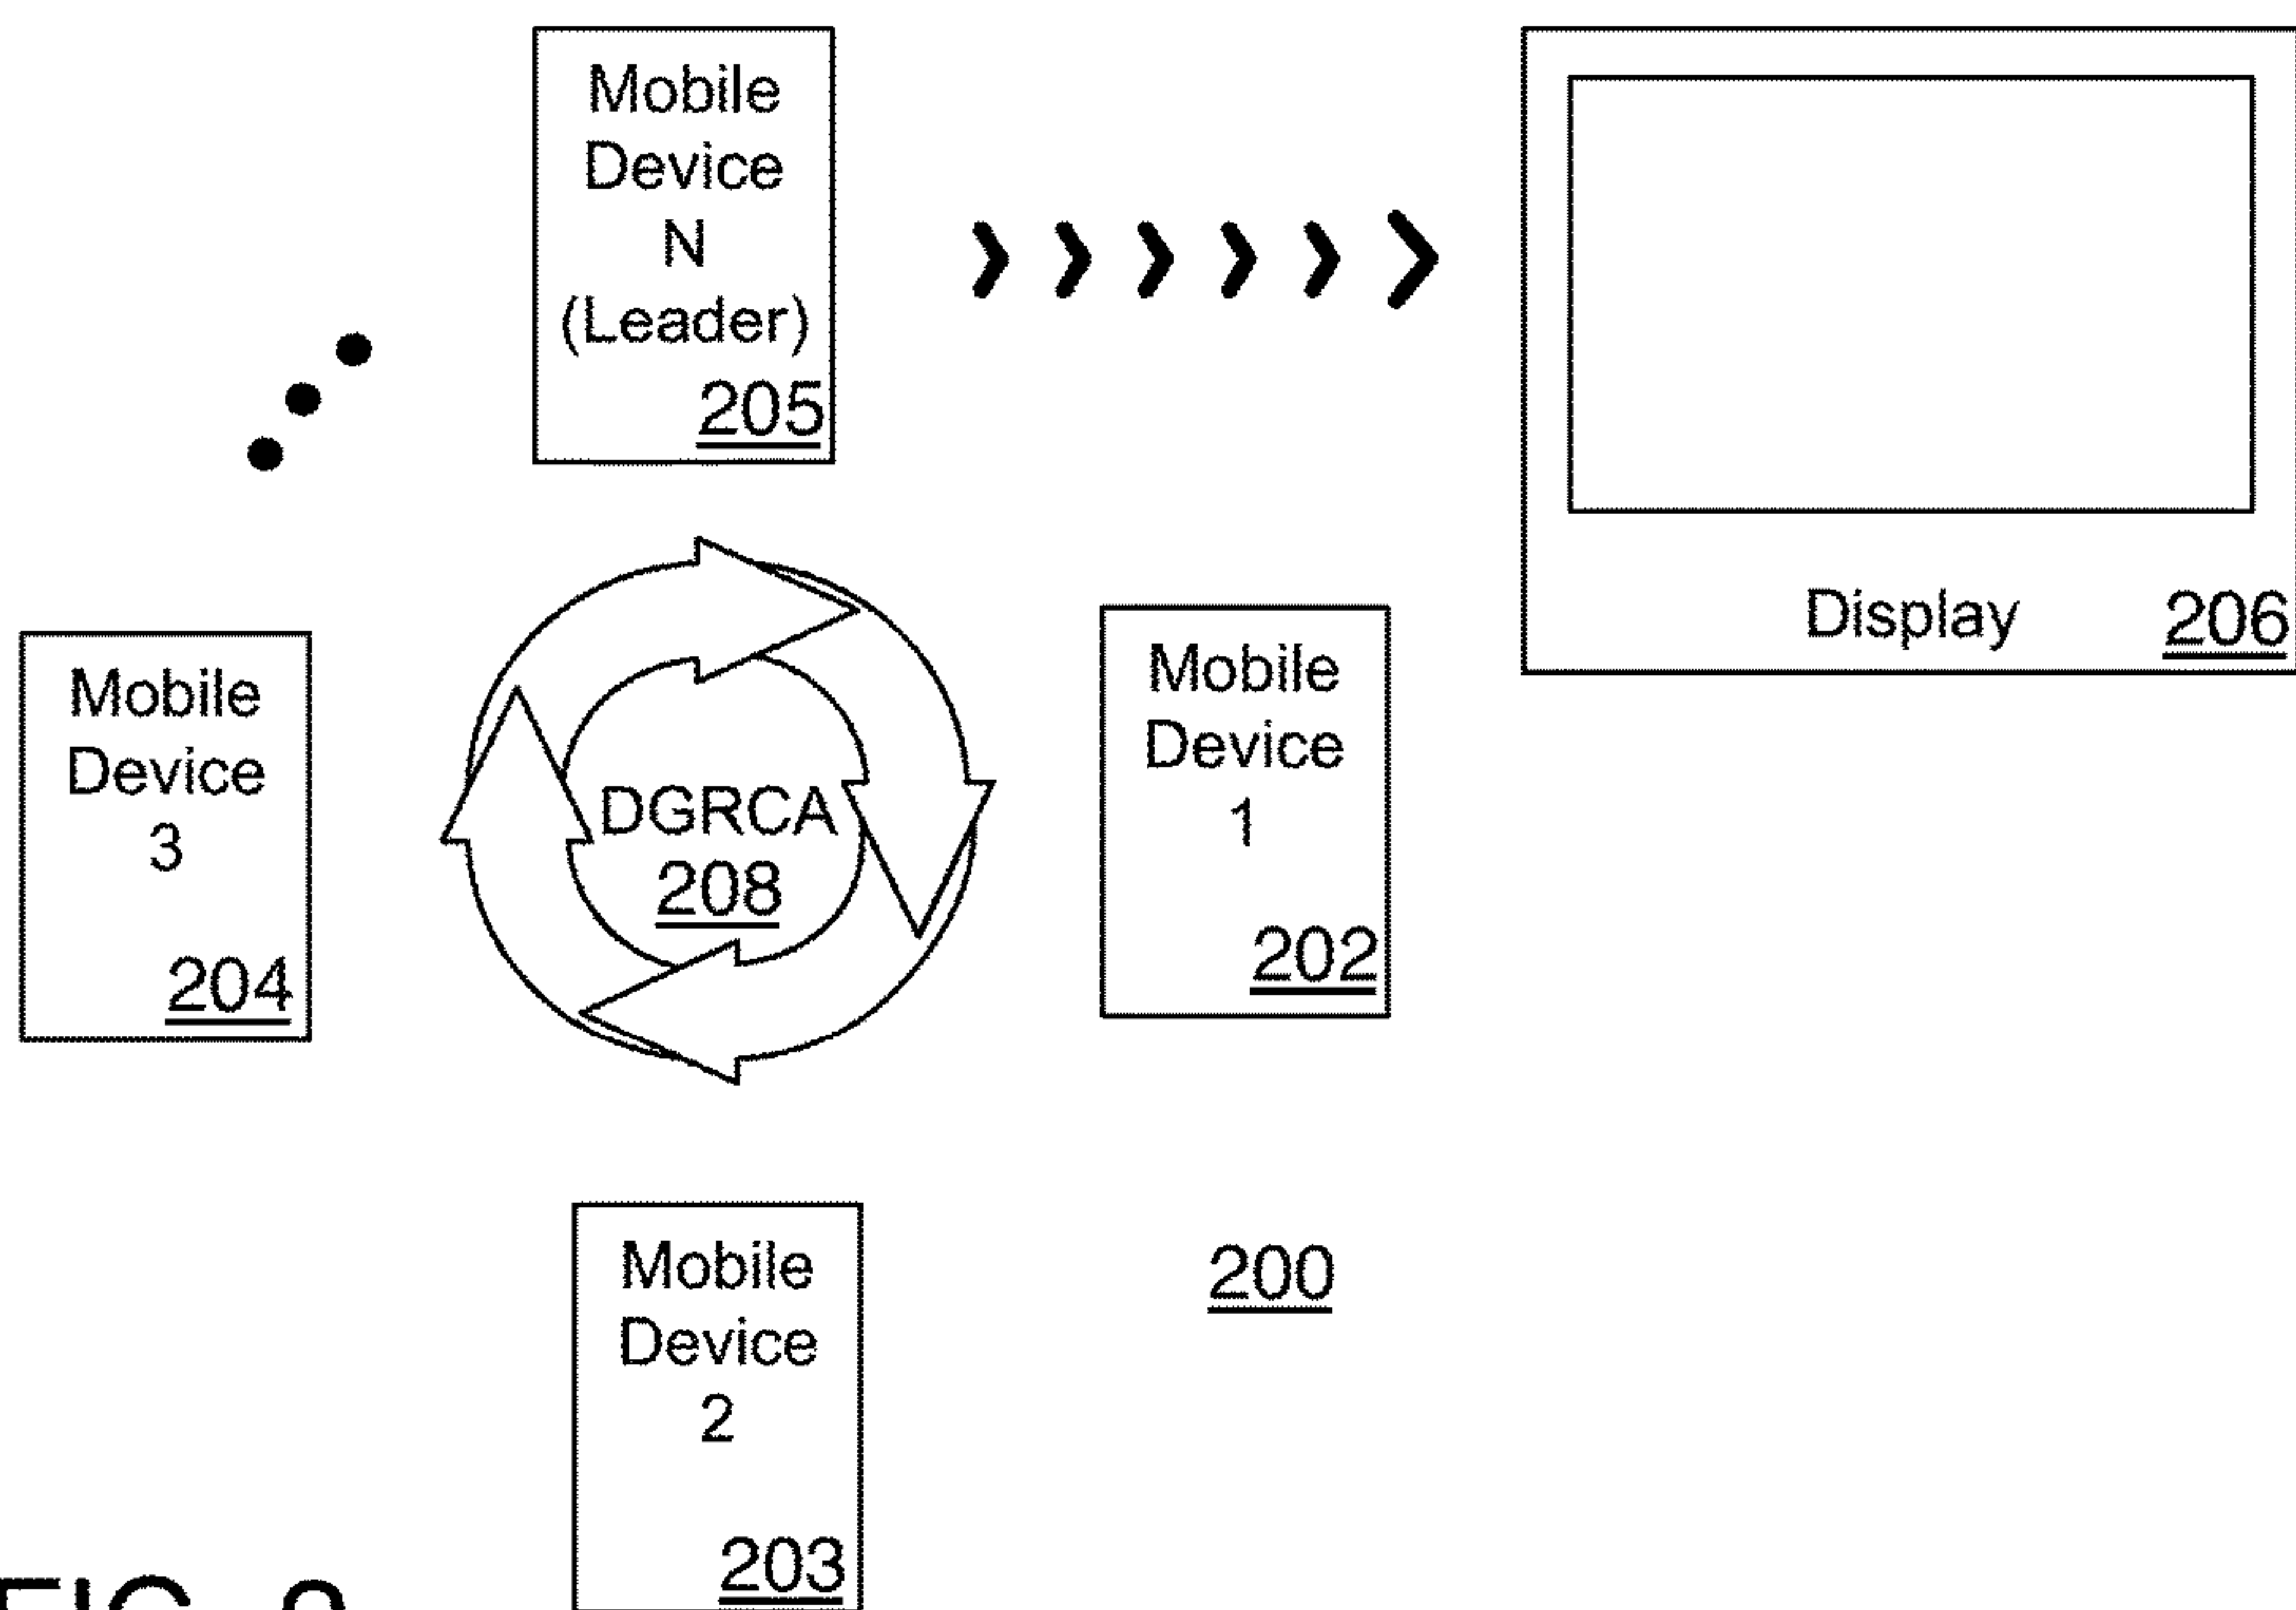 Mobile
Device
N
(Leader)
205
Display 206
Mobile
Device
3
204
DGRCA
208
Mobile
Device
1
202
Mobile
Device
2
203
200